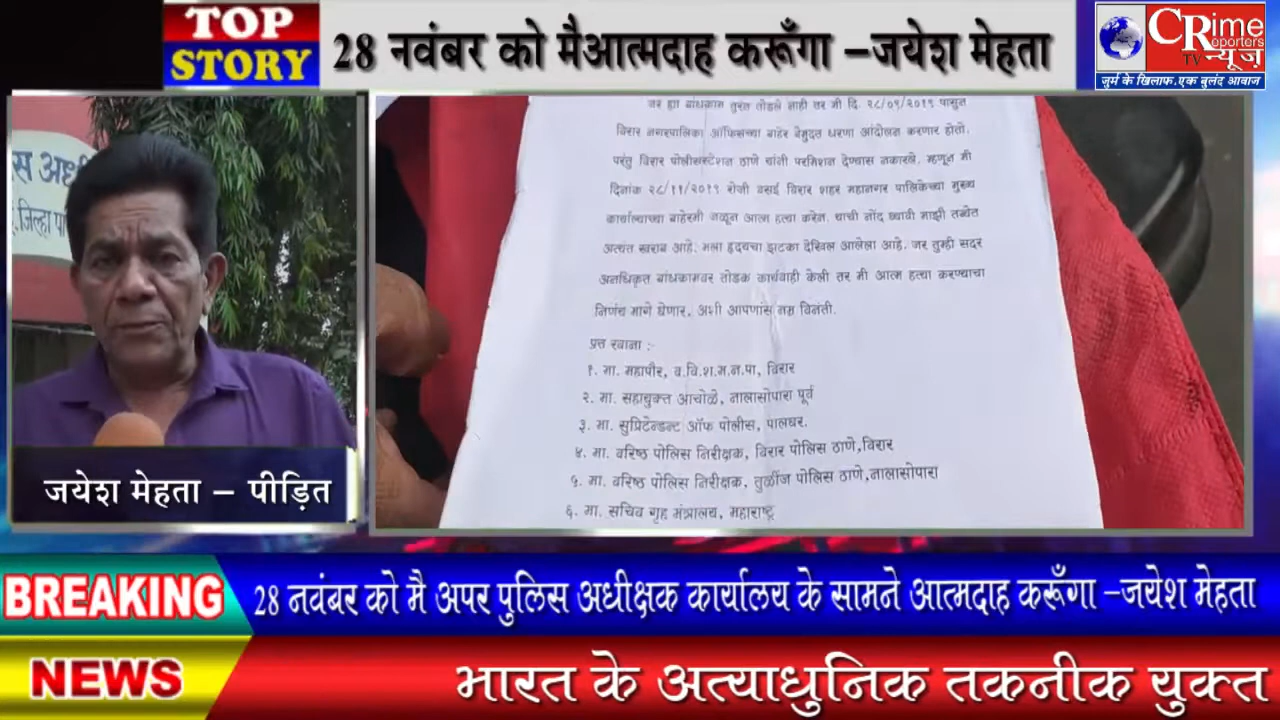 TOP
STORY
28 नवंबर को मैआत्मदाह करूँगा –जयेश मेहता
CRime
Reporters
TV न्यूज़
जुर्म के खिलाफ,एक बुलंद आवाज
स अधी
जिल्हा पा
जर ह्या बांधकाम तुरंत तोडले नाही तर मी दि. २८/०९/२०१९ पासुन
विरार नगरपालिका ऑफिसच्या बाहेर बेमुदत धरणा आंदोलन करणार होतो.
परंतु विरार पोलीसस्टेशन ठाणे यांनी परमिशन देण्यास नकारले. म्हणून मी
दिनांक २८/११/२०१९ रोजी वसई विरार शहर महानगर पालिकेच्या मुख्य
कार्यालयाच्या बाहेरमी जळून आत्म हत्या करेन. याची नोंद घ्यावी माझी तब्येत
अत्यंत खराब आहे. मला हृदयचा झटका देखिल आलेला आहे. जर तुम्ही सदर
अनधिकृत बांधकामवर तोडक कार्यवाही केली तर मी आत्म हत्या करण्याचा
निर्णय मागे घेणार, अशी आपणांस नम्र विनंती.
प्रत्त रवाना :-
१. मा. महापौर, व.वि.श.म.न.पा, विरार
२. मा. सहाय्युक्त आचोळे, नालासोपारा पूर्व
३. मा. सुप्रिटेन्डन्ट ऑफ पोलीस, पालघर.
४. मा. वरिष्ठ पोलिस निरीक्षक, विरार पोलिस ठाणे,विरार
५. मा. वरिष्ठ पोलिस निरीक्षक, तुळींज पोलिस ठाणे,नालासोपारा
६. मा. सचिव गृह मंत्रालय, महाराष्ट्र
जयेश मेहता – पीड़ित
BREAKING
28 नवंबर को मै अपर पुलिस अधीक्षक कार्यालय के सामने आत्मदाह करूँगा –जयेश मेहता
NEWS
भारत के अत्याधुनिक तकनीक युक्त